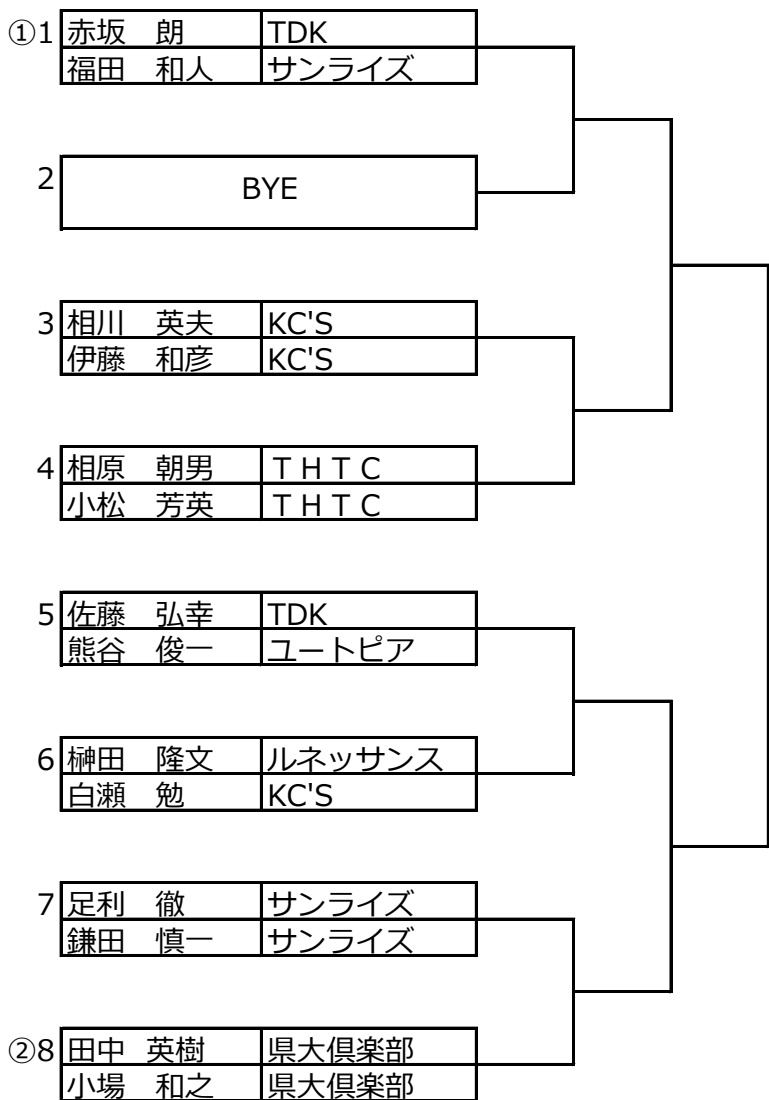 ①1 赤坂　朗 TDK
福田　和人 サンライズ
2 BYE
3 相川　英夫 KC'S
伊藤　和彦 KC'S
4 相原　朝男 ＴＨＴＣ
小松　芳英 ＴＨＴＣ
5 佐藤　弘幸 TDK
熊谷　俊一 ユートピア
6 榊田　隆文 ルネッサンス
白瀬　勉 KC'S
7 足利　徹 サンライズ
鎌田　慎一 サンライズ
②8 田中  英樹 県大倶楽部
小場　和之 県大倶楽部